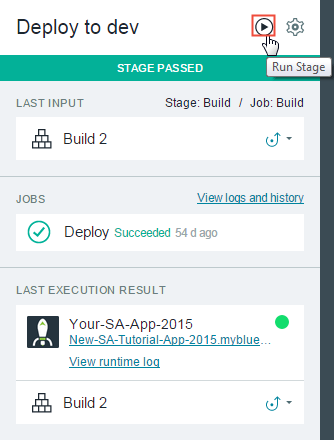 Deploy to dev
Run Stage
STAGE PASSED
LAST INPUT Stage: Build / Job: Build
Build 2
JOBS View logs and history
Deploy Succeeded 54 d ago
LAST EXECUTION RESULT
Your-SA-App-2015
New-SA-Tutorial-App-2015.myblue...
View runtime log
Build 2